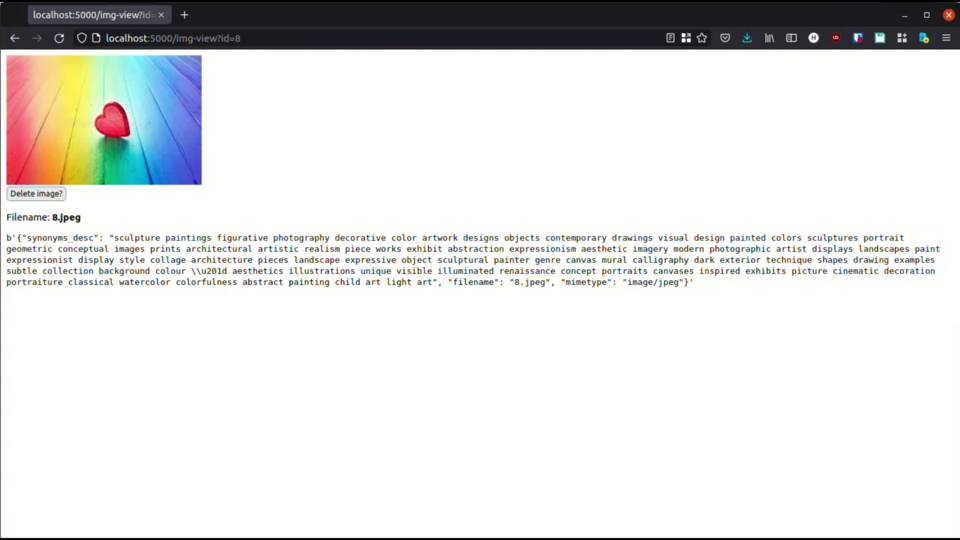 localhost:5000/img-view?id=
localhost:5000/img-view?id=8
Delete image?
Filename: 8.jpeg
b'{"synonyms_desc": "sculpture paintings figurative photography decorative color artwork designs objects contemporary drawings visual design painted colors sculptures portrait
geometric conceptual images prints architectural artistic realism piece works exhibit abstraction expressionism aesthetic imagery modern photographic artist displays landscapes paint
expressionist display style collage architecture pieces landscape expressive object sculptural painter genre canvas mural calligraphy dark exterior technique shapes drawing examples
subtle collection background colour \\u201d aesthetics illustrations unique visible illuminated renaissance concept portraits canvases inspired exhibits picture cinematic decoration
portraiture classical watercolor colorfulness abstract painting child art light art", "filename": "8.jpeg", "mimetype": "image/jpeg"}'